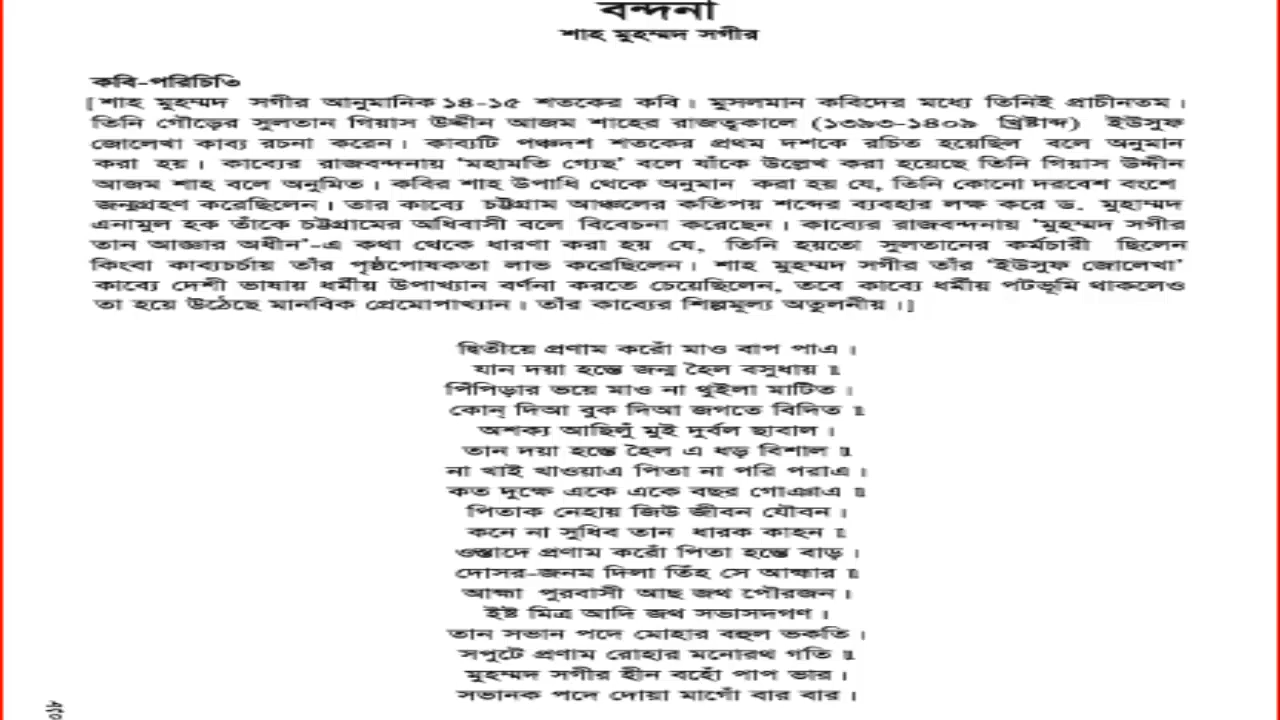 বন্দনা
শাহ মুহম্মদ সগীর
কবি-পরিচিতি
[শাহ মুহম্মদ সগীর আনুমানিক ১৪-১৫ শতকের কবি। মুসলমান কবিদের মধ্যে তিনিই প্রাচীনতম।
তিনি গৌড়ের সুলতান গিয়াস উদ্দীন আজম শাহের রাজত্বকালে (১৩৯৩-১৪০৯ খ্রিষ্টাব্দ) ইউসুফ
জোলেখা কাব্য রচনা করেন। কাব্যটি পঞ্চদশ শতকের প্রথম দশকে রচিত হয়েছিল বলে অনুমান
করা হয়। কাব্যের রাজবন্দনায় ‘মহামতি গ্যেছ’ বলে যাঁকে উল্লেখ করা হয়েছে তিনি গিয়াস উদ্দীন
আজম শাহ বলে অনুমিত। কবির শাহ উপাধি থেকে অনুমান করা হয় যে, তিনি কোনো দরবেশ বংশে
জন্মগ্রহণ করেছিলেন। তার কাব্যে চট্টগ্রাম আঞ্চলের কতিপয় শব্দের ব্যবহার লক্ষ করে ড. মুহাম্মদ
এনামুল হক তাঁকে চট্টগ্রামের অধিবাসী বলে বিবেচনা করেছেন। কাব্যের রাজবন্দনায় ‘মুহম্মদ সগীর
তান আজ্ঞার অধীন’-এ কথা থেকে ধারণা করা হয় যে, তিনি হয়তো সুলতানের কর্মচারী ছিলেন
কিংবা কাব্যচর্চায় তাঁর পৃষ্ঠপোষকতা লাভ করেছিলেন। শাহ মুহম্মদ সগীর তাঁর ‘ইউসুফ জোলেখা’
কাব্যে দেশী ভাষায় ধর্মীয় উপাখ্যান বর্ণনা করতে চেয়েছিলেন, তবে কাব্যে ধর্মীয় পটভূমি থাকলেও
তা হয়ে উঠেছে মানবিক প্রেমোপাখ্যান। তাঁর কাব্যের শিল্পমূল্য অতুলনীয়।]
দ্বিতীয়ে প্রণাম করোঁ মাও বাপ পাএ।
যান দয়া হন্তে জন্ম হৈল বসুধায়॥
পিঁপিড়ার ভয়ে মাও না থুইলা মাটিত।
কোন্ দিআ বুক দিআ জগতে বিদিত॥
অশক্য আছিলুঁ মুই দুর্বল ছাবাল।
তান দয়া হন্তে হৈল এ ধড় বিশাল॥
না খাই খাওয়াএ পিতা না পরি পরাএ।
কত দুক্ষে একে একে বছর গোঞাএ॥
পিতাক নেহায় জিউ জীবন যৌবন।
কনে না সুধিব তান ধারক কাহন॥
ওস্তাদে প্রণাম করোঁ পিতা হন্তে বাড়।
দোসর-জনম দিলা তিঁহ সে আহ্মার॥
আহ্মা পুরবাসী আছ জথ পৌরজন।
ইষ্ট মিত্র আদি জথ সভাসদগণ।
তান সভান পদে মোহার বহুল ভকতি।
সপুটে প্রণাম রোহার মনোরথ গতি॥
মুহম্মদ সগীর হীন বহোঁ পাপ ভার।
সভানক পদে দোয়া মাগোঁ বার বার।